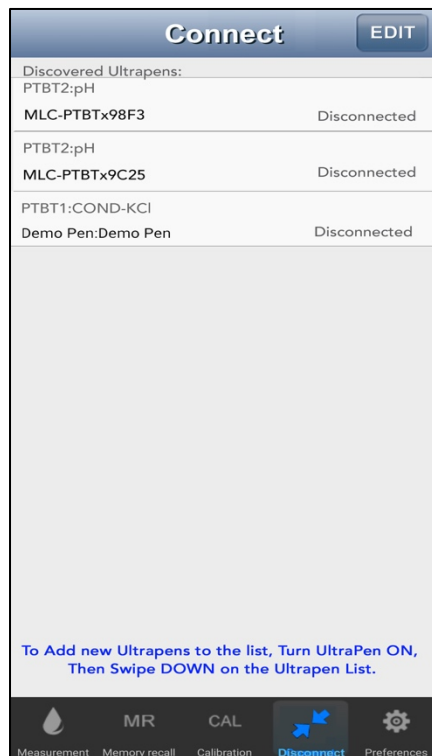 Connect
EDIT
Discovered Ultrapens:
PTBT2:pH
MLC-PTBTx98F3 Disconnected
PTBT2:pH
MLC-PTBTx9C25 Disconnected
PTBT1:COND-KCl
Demo Pen:Demo Pen Disconnected
To Add new Ultrapens to the list, Turn UltraPen ON,
Then Swipe DOWN on the Ultrapen List.
MR CAL
Measurement Memory recall Calibration Disconnect Preferences